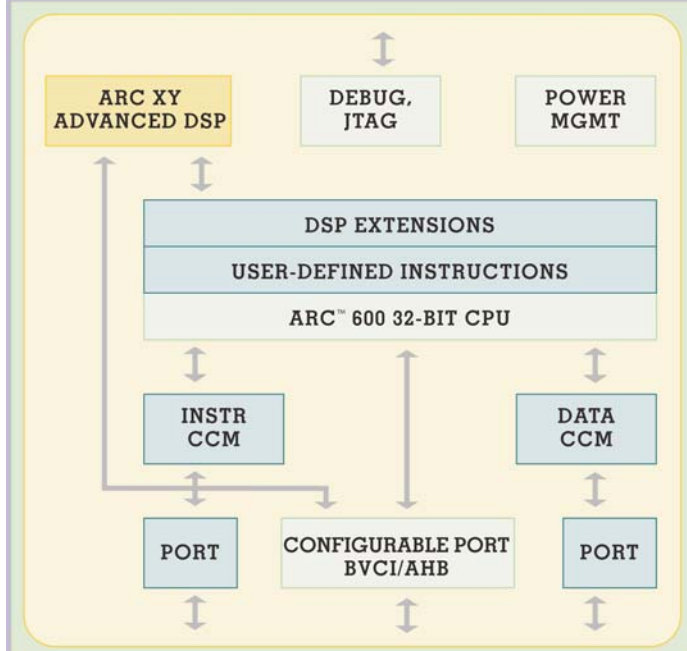 ARC XY
ADVANCED DSP
DEBUG,
JTAG
POWER
MGMT
DSP EXTENSIONS
USER-DEFINED INSTRUCTIONS
ARC™ 600 32-BIT CPU
INSTR
CCM
DATA
CCM
PORT
CONFIGURABLE PORT
BVCI/AHB
PORT